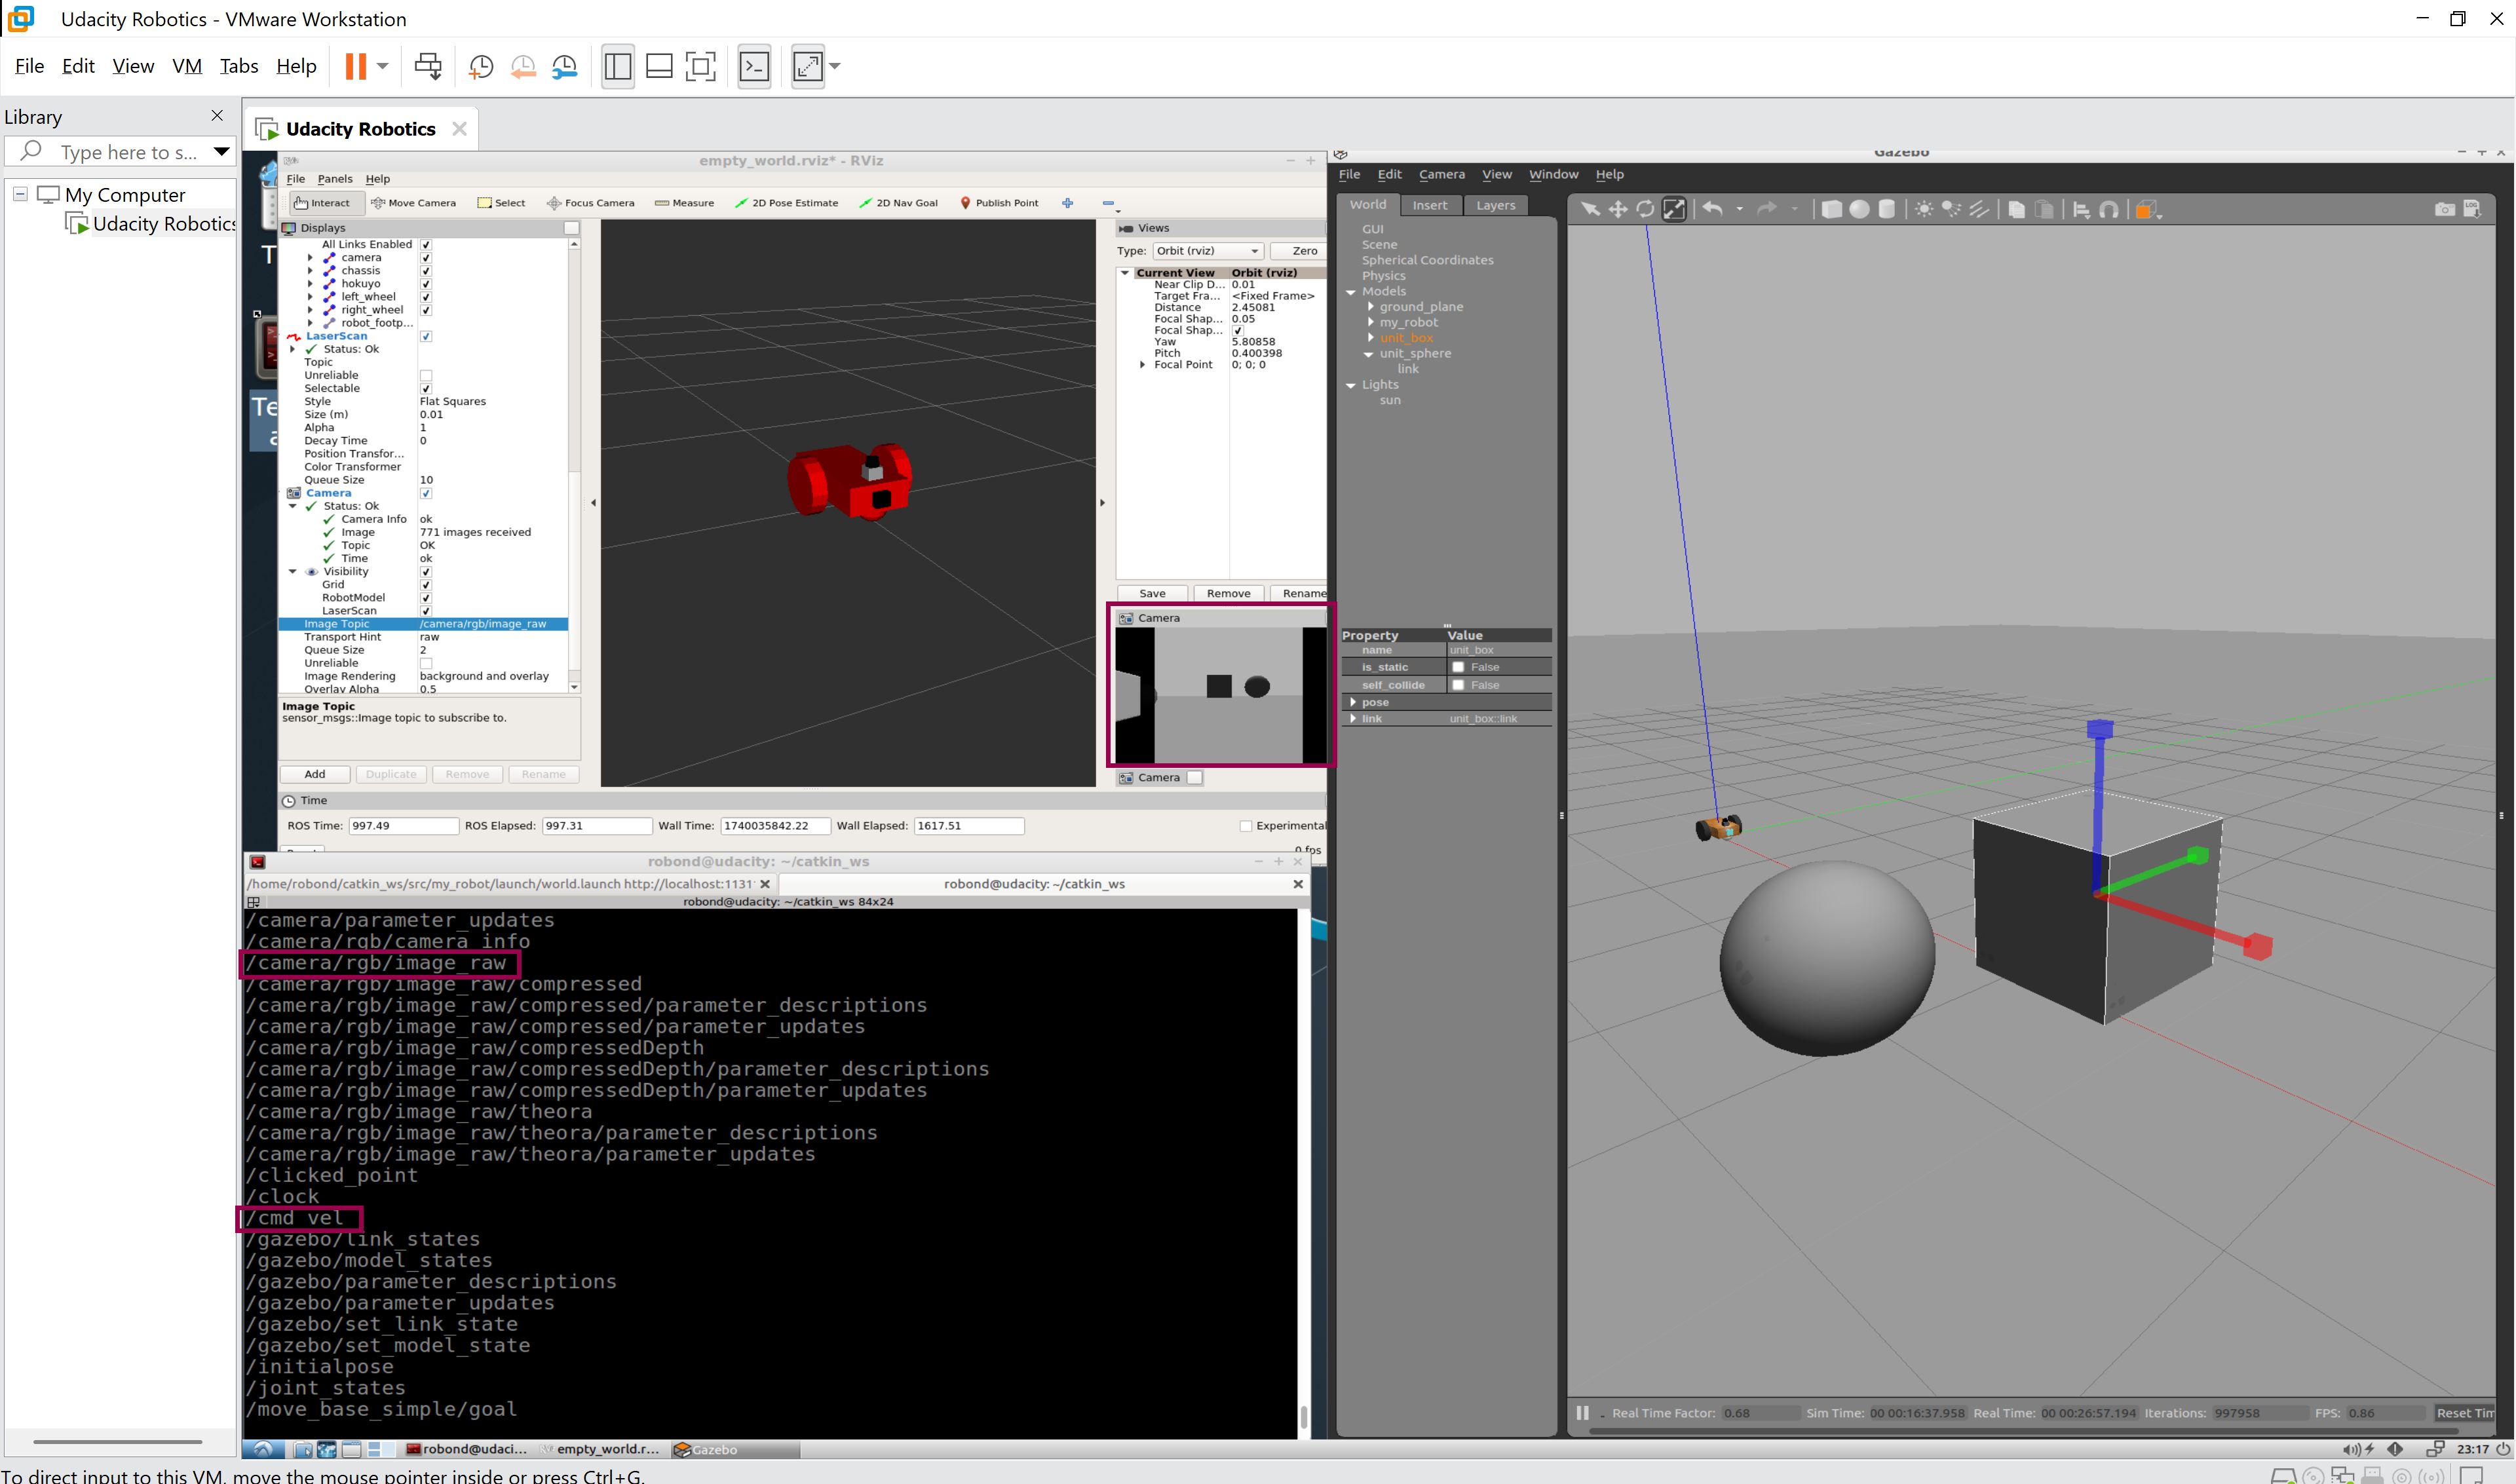 Udacity Robotics - VMware Workstation
File Edit View VM Tabs Help
Library
Type here to s...
My Computer
Udacity Robotics
Udacity Robotics
empty_world.rviz* - RViz
File Panels Help
Interact Move Camera Select Focus Camera Measure 2D Pose Estimate 2D Nav Goal Publish Point
Displays
All Links Enabled
camera
chassis
hokuyo
left_wheel
right_wheel
robot_footp...
LaserScan
Status: Ok
Topic
Unreliable
Selectable
Style Flat Squares
Size (m) 0.01
Alpha 1
Decay Time 0
Position Transfor...
Color Transformer
Queue Size 10
Camera
Status: Ok
Camera Info ok
Image 771 images received
Topic OK
Time ok
Visibility
Grid
RobotModel
LaserScan
Image Topic /camera/rgb/image_raw
Transport Hint raw
Queue Size 2
Unreliable
Image Rendering background and overlay
Overlay Alpha 0.5
Image Topic
sensor_msgs::Image topic to subscribe to.
Add Duplicate Remove Rename
Views
Type: Orbit (rviz) Zero
Current View Orbit (rviz)
Near Clip D... 0.01
Target Fra... <Fixed Frame>
Distance 2.45081
Focal Shap... 0.05
Focal Shap...
Yaw 5.80858
Pitch 0.400398
Focal Point 0; 0; 0
Save Remove Rename
Camera
Camera
Time
ROS Time: 997.49 ROS Elapsed: 997.31 Wall Time: 1740035842.22 Wall Elapsed: 1617.51 Experimental
0 fps
robond@udacity: ~/catkin_ws
/home/robond/catkin_ws/src/my_robot/launch/world.launch http://localhost:1131
robond@udacity: ~/catkin_ws
robond@udacity: ~/catkin_ws 84x24
/camera/parameter_updates
/camera/rgb/camera_info
/camera/rgb/image_raw
/camera/rgb/image_raw/compressed
/camera/rgb/image_raw/compressed/parameter_descriptions
/camera/rgb/image_raw/compressed/parameter_updates
/camera/rgb/image_raw/compressedDepth
/camera/rgb/image_raw/compressedDepth/parameter_descriptions
/camera/rgb/image_raw/compressedDepth/parameter_updates
/camera/rgb/image_raw/theora
/camera/rgb/image_raw/theora/parameter_descriptions
/camera/rgb/image_raw/theora/parameter_updates
/clicked_point
/clock
/cmd_vel
/gazebo/link_states
/gazebo/model_states
/gazebo/parameter_descriptions
/gazebo/parameter_updates
/gazebo/set_link_state
/gazebo/set_model_state
/initialpose
/joint_states
/move_base_simple/goal
Gazebo
File Edit Camera View Window Help
World Insert Layers
GUI
Scene
Spherical Coordinates
Physics
Models
ground_plane
my_robot
unit_box
unit_sphere
link
Lights
sun
Property Value
name unit_box
is_static False
self_collide False
pose
link unit_box::link
LOG
Real Time Factor: 0.68 Sim Time: 00 00:16:37.958 Real Time: 00 00:26:57.194 Iterations: 997958 FPS: 0.86 Reset Tim
robond@udaci... empty_world.r... Gazebo
23:17
To direct input to this VM, move the mouse pointer inside or press Ctrl+G.